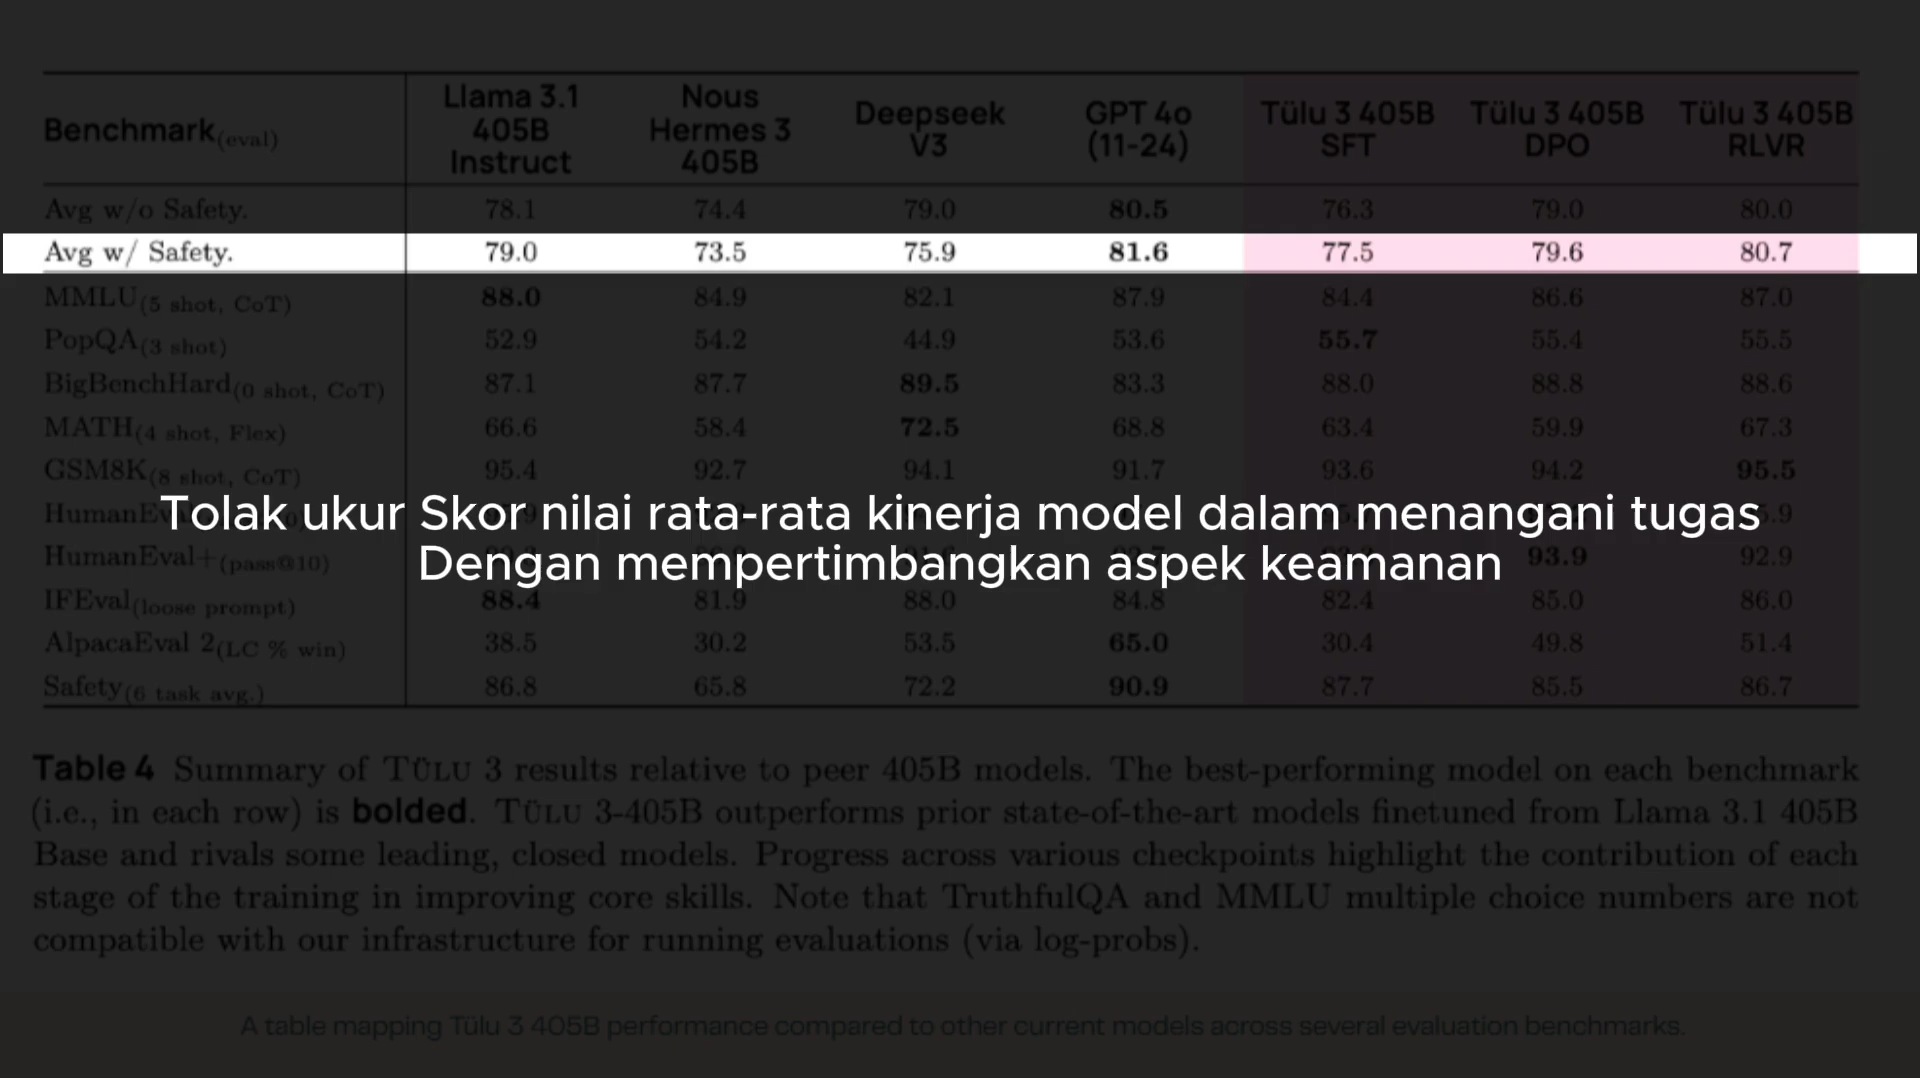 Benchmark(eval) Llama 3.1 405B Instruct Nous Hermes 3 405B Deepseek V3 GPT 4o (11-24) Tülu 3 405B SFT Tülu 3 405B DPO Tülu 3 405B RLVR
Avg w/o Safety. 78.1 74.4 79.0 80.5 76.3 79.0 80.0
Avg w/ Safety. 79.0 73.5 75.9 81.6 77.5 79.6 80.7
MMLU(5 shot, CoT) 88.0 84.9 82.1 87.9 84.4 86.6 87.0
PopQA(3 shot) 52.9 54.2 44.9 53.6 55.7 55.4 55.5
BigBenchHard(0 shot, CoT) 87.1 87.7 89.5 83.3 88.0 88.8 88.6
MATH(4 shot, Flex) 66.6 58.4 72.5 68.8 63.4 59.9 67.3
GSM8K(8 shot, CoT) 95.4 92.7 94.1 91.7 93.6 94.2 95.5
Tolak ukur Skor nilai rata-rata kinerja model dalam menangani tugas
Dengan mempertimbangkan aspek keamanan
HumanEval+(pass@10) 93.9 92.9
IFEval(loose prompt) 88.4 81.9 88.0 84.8 82.4 85.0 86.0
AlpacaEval 2(LC % win) 38.5 30.2 53.5 65.0 30.4 49.8 51.4
Safety(6 task avg.) 86.8 65.8 72.2 90.9 87.7 85.5 86.7
Table 4 Summary of TÜLU 3 results relative to peer 405B models. The best-performing model on each benchmark
(i.e., in each row) is bolded. TÜLU 3-405B outperforms prior state-of-the-art models finetuned from Llama 3.1 405B
Base and rivals some leading, closed models. Progress across various checkpoints highlight the contribution of each
stage of the training in improving core skills. Note that TruthfulQA and MMLU multiple choice numbers are not
compatible with our infrastructure for running evaluations (via log-probs).
A table mapping Tülu 3 405B performance compared to other current models across several evaluation benchmarks.